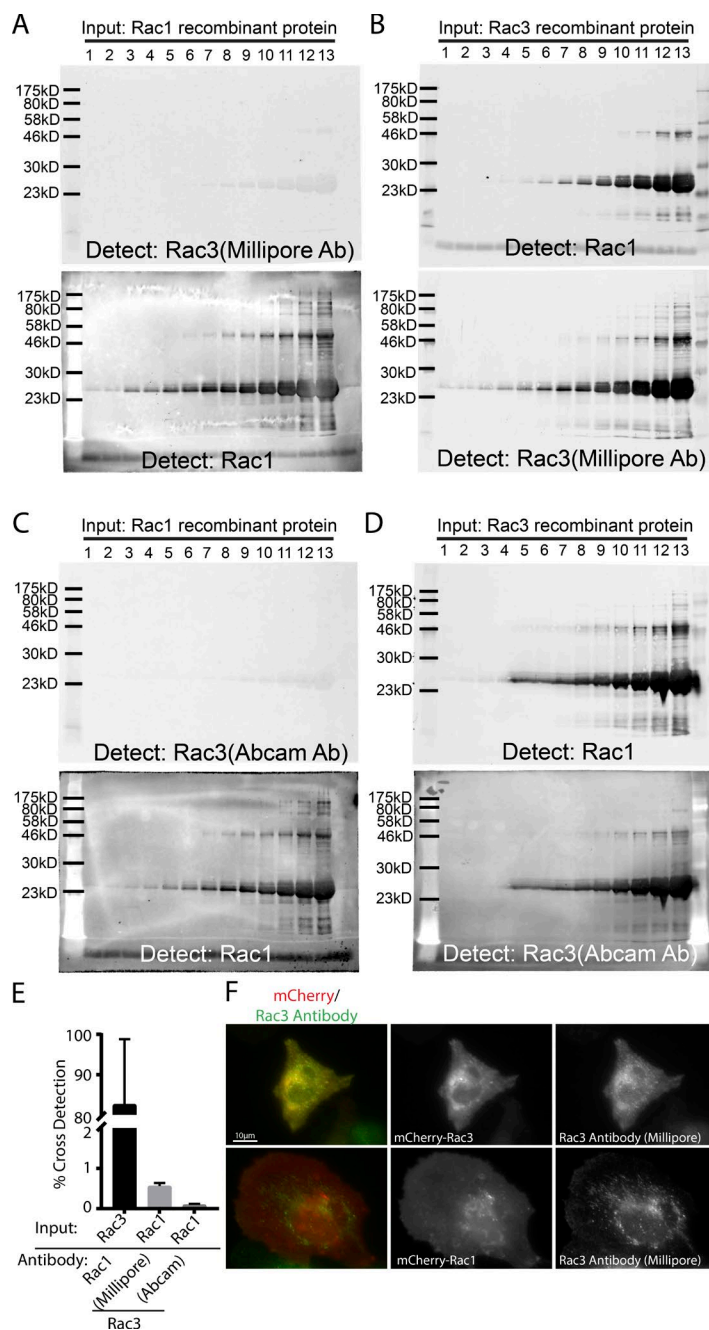 A
Input: Rac1 recombinant protein
1 2 3 4 5 6 7 8 9 10 11 12 13
175kD
80kD
58kD
46kD
30kD
23kD
Detect: Rac3(Millipore Ab)
175kD
80kD
58kD
46kD
30kD
23kD
Detect: Rac1
B
Input: Rac3 recombinant protein
1 2 3 4 5 6 7 8 9 10 11 12 13
175kD
80kD
58kD
46kD
30kD
23kD
Detect: Rac1
175kD
80kD
58kD
46kD
30kD
23kD
Detect: Rac3(Millipore Ab)
C
Input: Rac1 recombinant protein
1 2 3 4 5 6 7 8 9 10 11 12 13
175kD
80kD
58kD
46kD
30kD
23kD
Detect: Rac3(Abcam Ab)
175kD
80kD
58kD
46kD
30kD
23kD
Detect: Rac1
D
Input: Rac3 recombinant protein
1 2 3 4 5 6 7 8 9 10 11 12 13
175kD
80kD
58kD
46kD
30kD
23kD
Detect: Rac1
175kD
80kD
58kD
46kD
30kD
23kD
Detect: Rac3(Abcam Ab)
E
% Cross Detection
100
90
80
2
1
0
Input:
Rac3
Rac1
Rac1
Antibody:
Rac1
(Millipore)
(Abcam)
Rac3
F
mCherry/
Rac3 Antibody
10µm
mCherry-Rac3
Rac3 Antibody (Millipore)
mCherry-Rac1
Rac3 Antibody (Millipore)